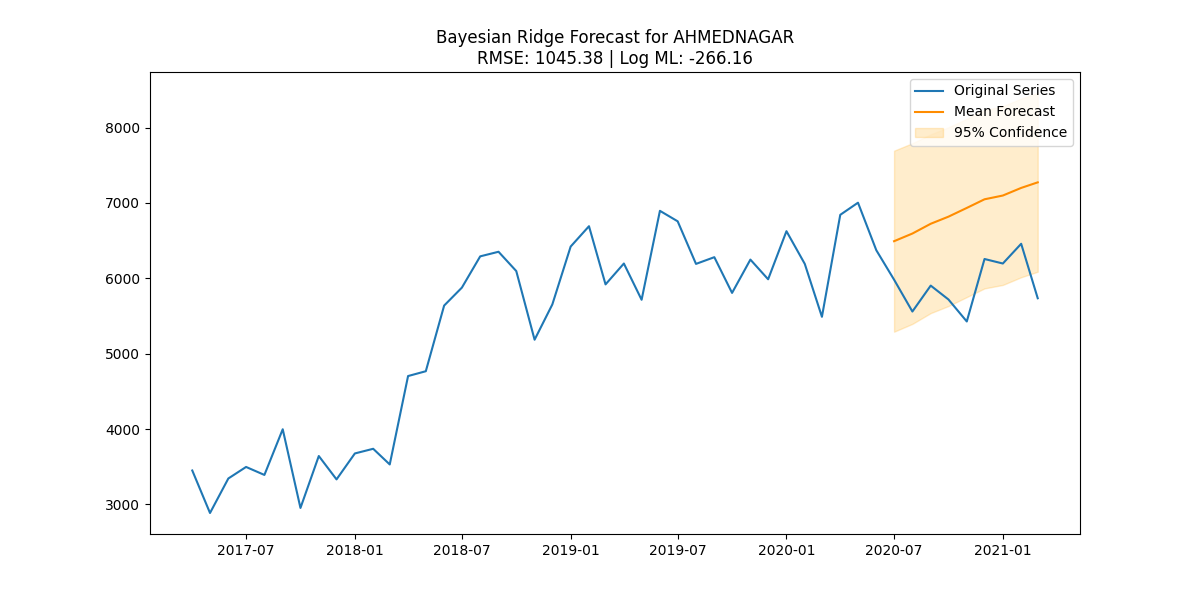 Bayesian Ridge Forecast for AHMEDNAGAR
RMSE: 1045.38 | Log ML: -266.16
Original Series
Mean Forecast
95% Confidence
8000
7000
6000
5000
4000
3000
2017-07 2018-01 2018-07 2019-01 2019-07 2020-01 2020-07 2021-01